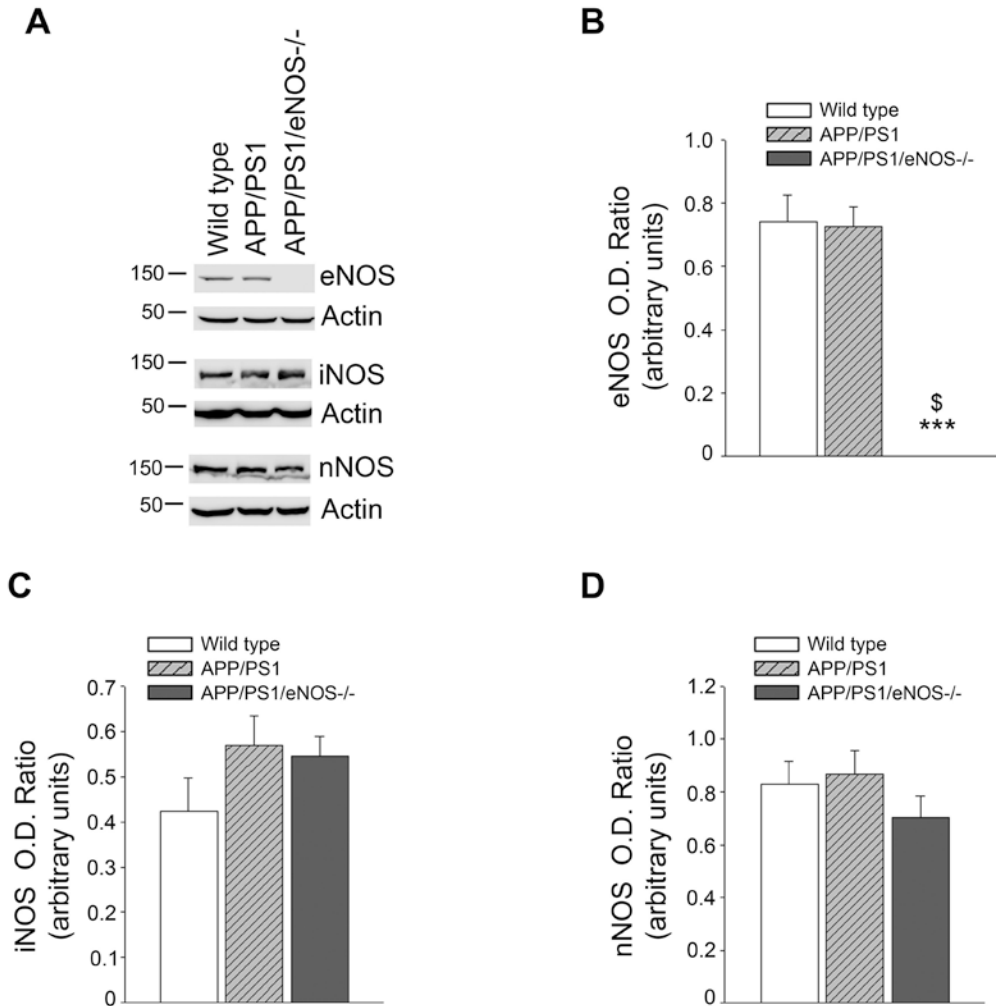 A
Wild type
APP/PS1
APP/PS1/eNOS-/-
150
eNOS
50
Actin
150
iNOS
50
Actin
150
nNOS
50
Actin
B
Wild type
APP/PS1
APP/PS1/eNOS-/-
eNOS O.D. Ratio
(arbitrary units)
1.0
0.8
0.6
0.4
0.2
0
$
***
C
Wild type
APP/PS1
APP/PS1/eNOS-/-
iNOS O.D. Ratio
(arbitrary units)
0.7
0.6
0.5
0.4
0.3
0.2
0.1
0
D
Wild type
APP/PS1
APP/PS1/eNOS-/-
nNOS O.D. Ratio
(arbitrary units)
1.2
1.0
0.8
0.6
0.4
0.2
0